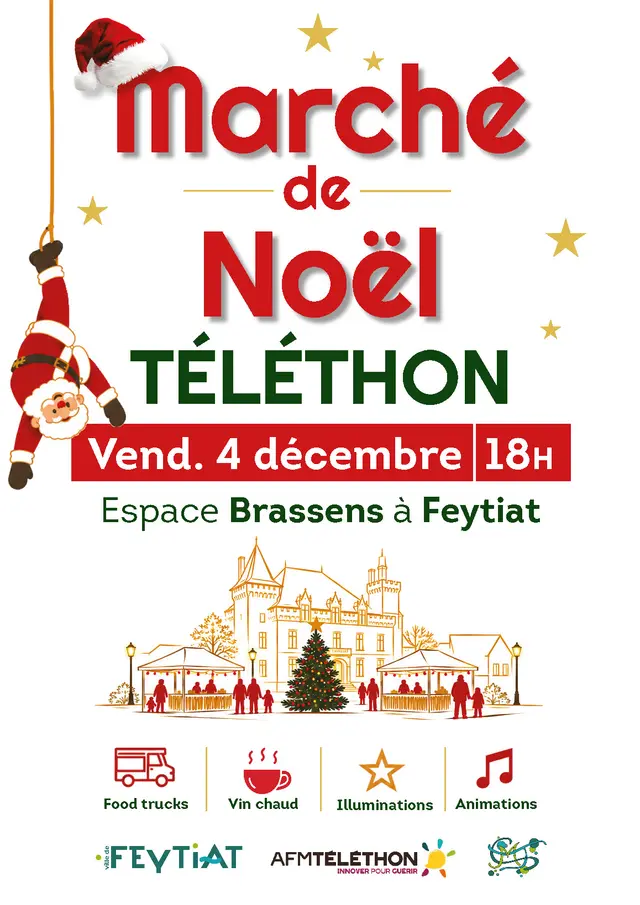 Marché
de
Noël
TÉLÉTHON
Vend. 4 décembre 18H
Espace Brassens à Feytiat
Food trucks
Vin chaud
Illuminations
Animations
ville de FEYTIAT
AFMTÉLÉTHON
INNOVER POUR GUÉRIR